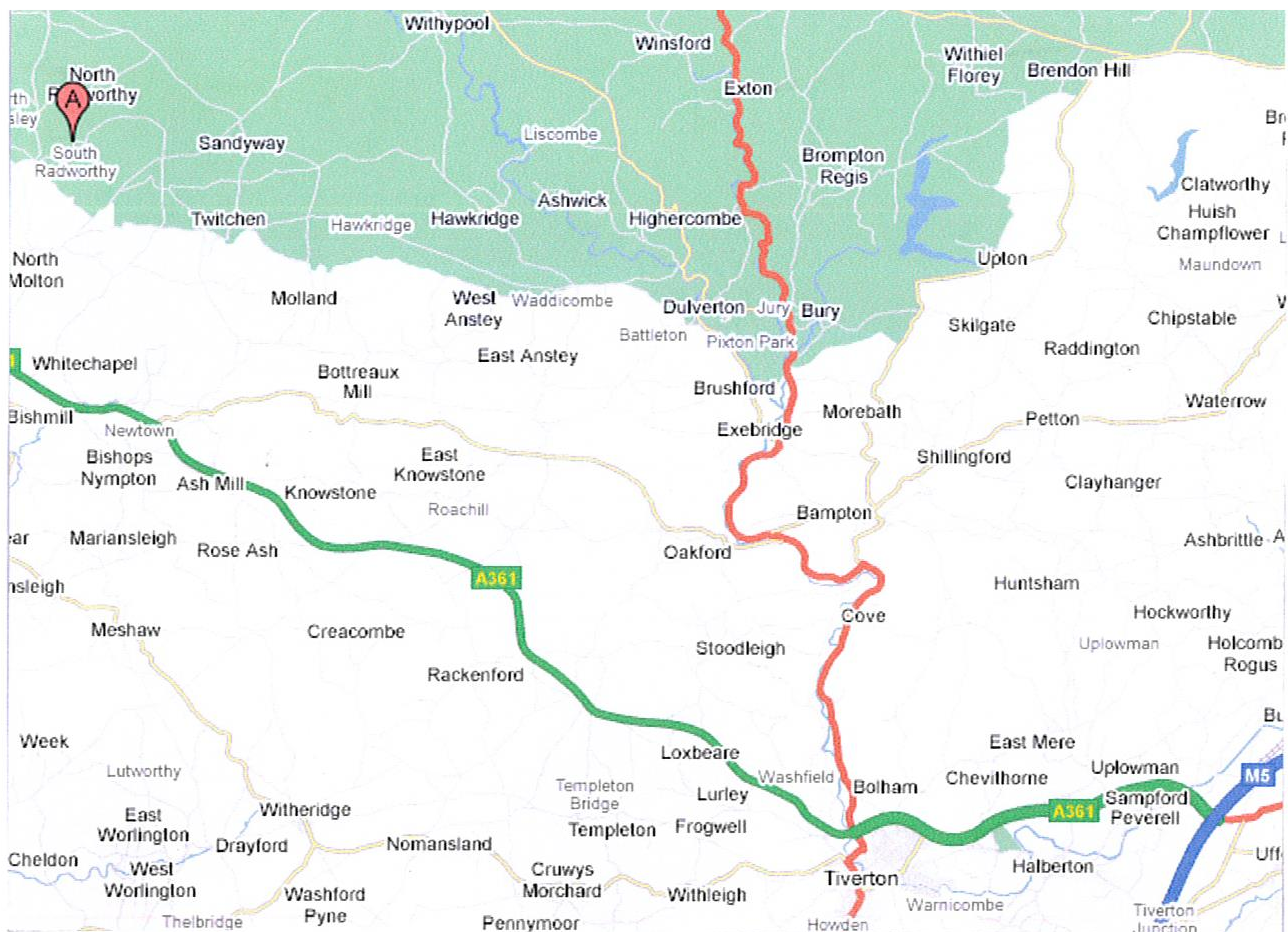 Withypool
Winsford
Withiel
Florey
Brendon Hill
North
Radworthy
A
Exton
South
Radworthy
Sandyway
Liscombe
Brompton
Regis
Clatworthy
Huish
Champflower
Maundown
Twitchen
Hawkridge
Hawkridge
Ashwick
Highercombe
Upton
North
Molton
Molland
West
Anstey
Waddicombe
Dulverton
Jury
Bury
Battleton
Pixton Park
Skilgate
Chipstable
Raddington
Whitechapel
Bottreaux
Mill
East Anstey
Brushford
Morebath
Waterrow
Petton
Bishmill
Newtown
Exebridge
Bishops
Nympton
Ash Mill
Knowstone
East
Knowstone
Roachill
Shillingford
Clayhanger
Bampton
Mariansleigh
Rose Ash
Oakford
Ashbrittle
A361
nsleigh
Huntsham
Meshaw
Creacombe
Cove
Hockworthy
Stoodleigh
Uplowman
Holcomb
Rogus
Rackenford
Week
Loxbeare
East Mere
Lutworthy
Templeton
Bridge
Washfield
Bolham
Chevithorne
Uplowman
M5
East
Worlington
Witheridge
Lurley
A361
Sampford
Peverell
Drayford
Nomansland
Templeton
Frogwell
Cheldon
West
Worlington
Cruwys
Morchard
Withleigh
Tiverton
Halberton
Uff
Washford
Pyne
Warnicombe
Thelbridge
Pennymoor
Howden
Tiverton
Junction